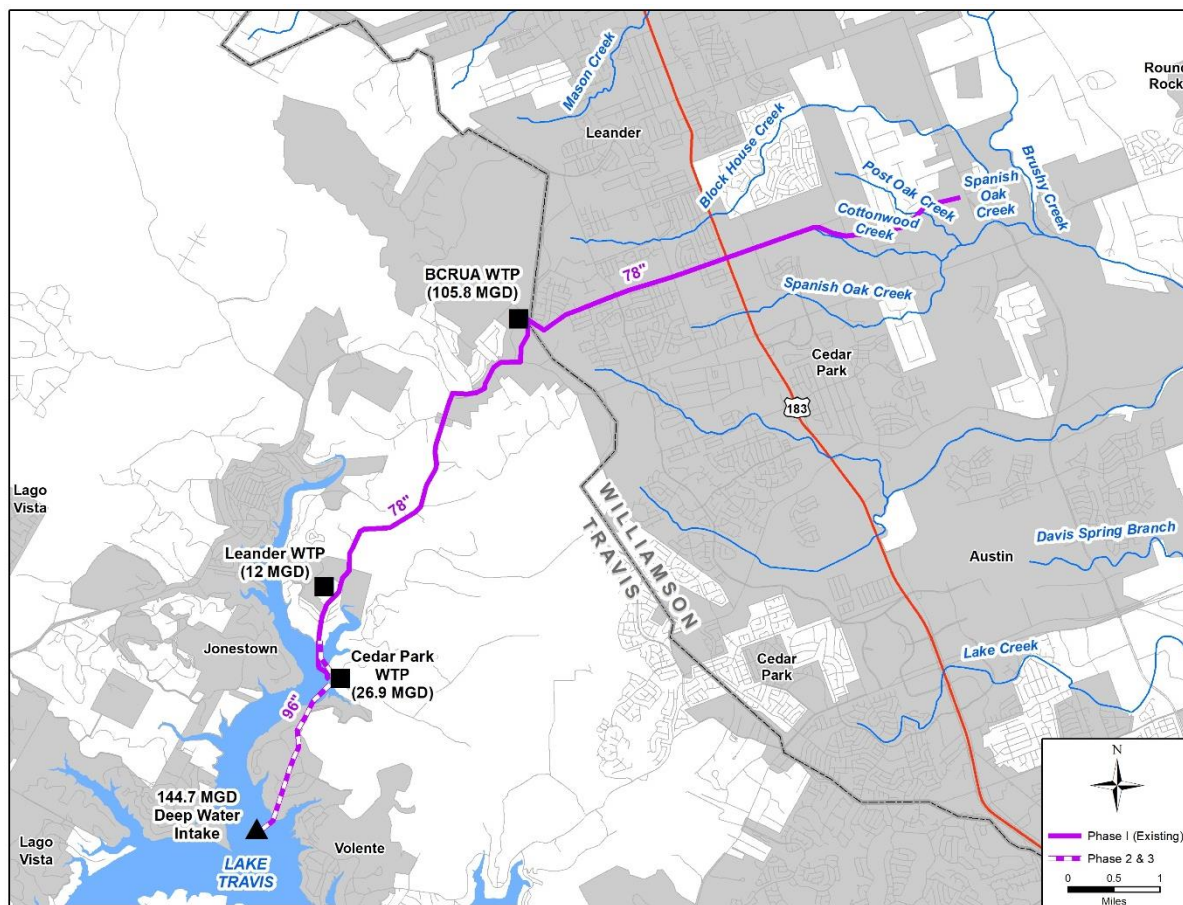 Mason Creek
Round
Rock
Leander
Block House Creek
Post Oak Creek
Spanish
Oak
Creek
Brushy Creek
Cottonwood
Creek
78"
BCRUA WTP
(105.8 MGD)
Spanish Oak Creek
Cedar
Park
183
Lago
Vista
78"
WILLIAMSON
TRAVIS
Davis Spring Branch
Austin
Leander WTP
(12 MGD)
Jonestown
Cedar Park
WTP
(26.9 MGD)
Cedar
Park
Lake Creek
96"
144.7 MGD
Deep Water
Intake
Lago
Vista
LAKE
TRAVIS
Volente
N
Phase I (Existing)
Phase 2 & 3
0 0.5 1
Miles